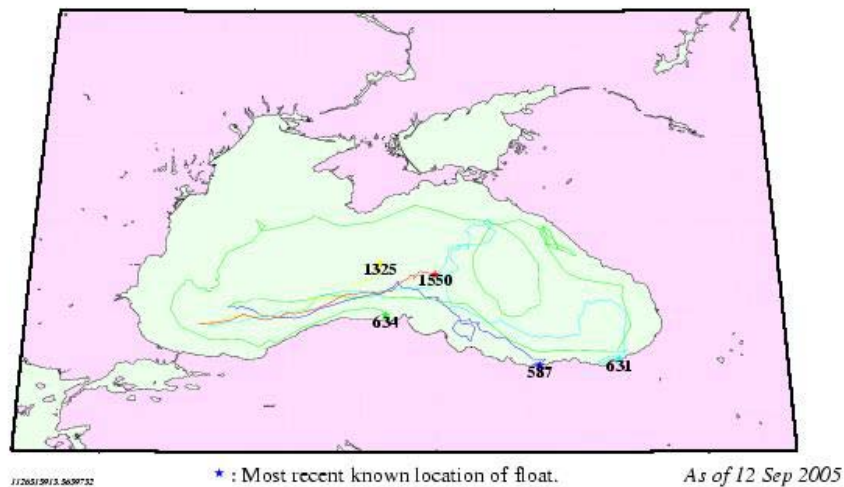 1325
1550
634
587
631
★ : Most recent known location of float.
As of 12 Sep 2005